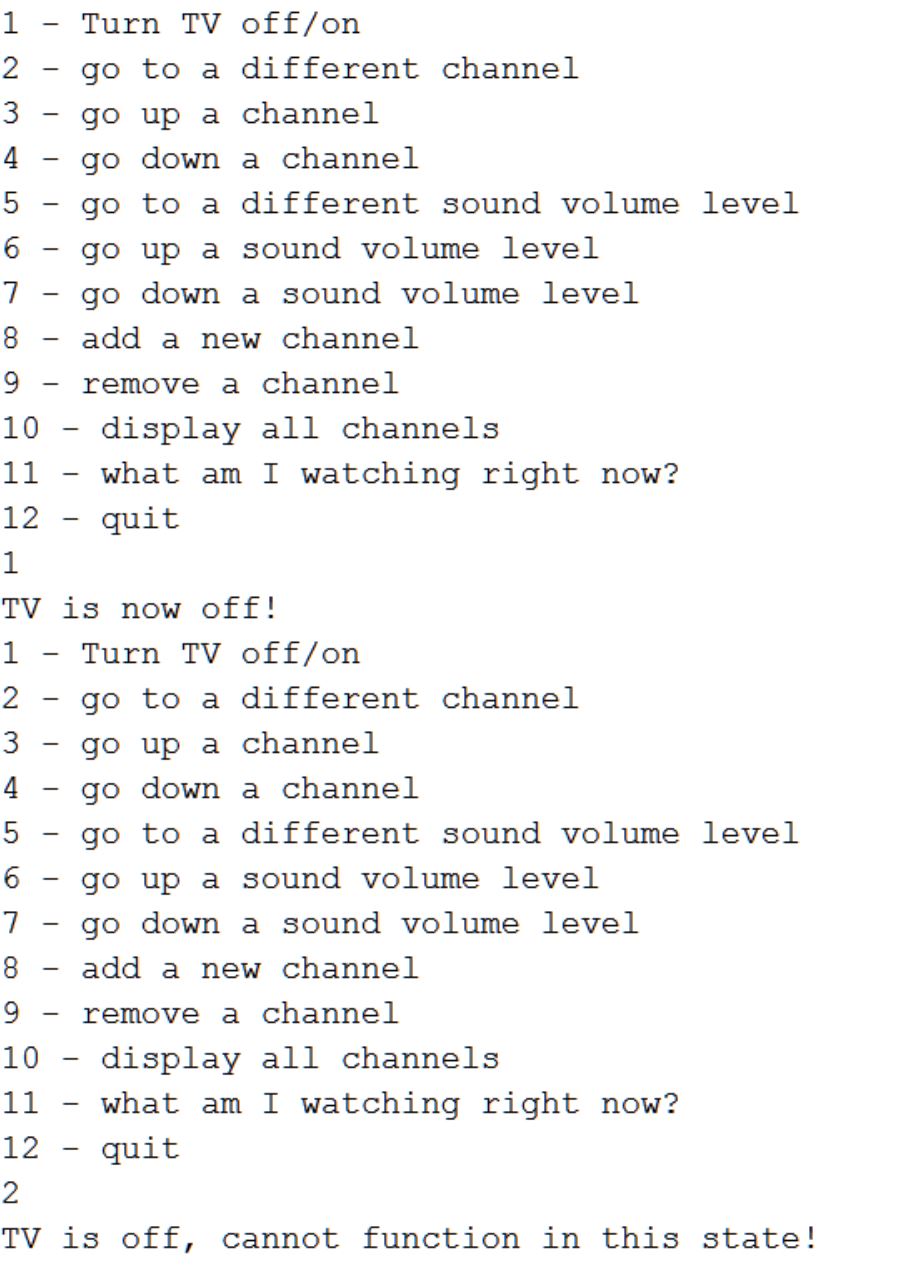 1 - Turn TV off/on
2 - go to a different channel
3 - go up a channel
4 - go down a channel
5 - go to a different sound volume level
6 - go up a sound volume level
7 - go down a sound volume level
8 - add a new channel
9 - remove a channel
10 - display all channels
11 - what am I watching right now?
12 - quit
1
TV is now off!
1 - Turn TV off/on
2 - go to a different channel
3 - go up a channel
4 - go down a channel
5 - go to a different sound volume level
6 - go up a sound volume level
7 - go down a sound volume level
8 - add a new channel
9 - remove a channel
10 - display all channels
11 - what am I watching right now?
12 - quit
2
TV is off, cannot function in this state!